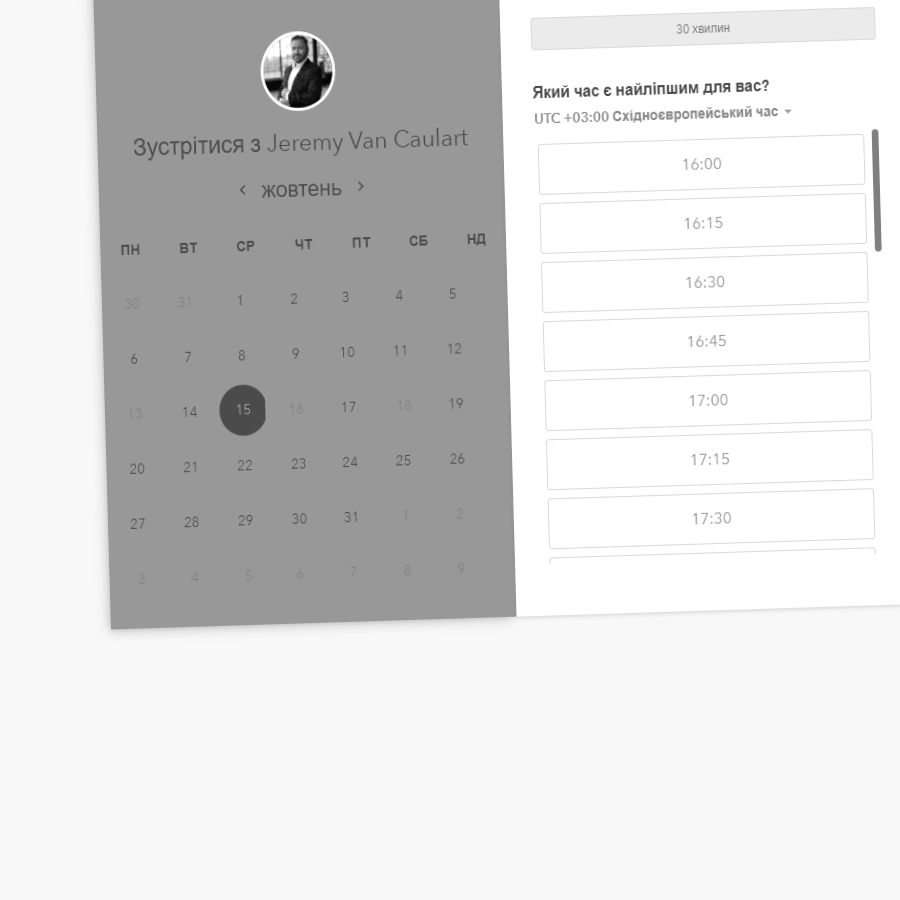 Зустрітися з Jeremy Van Caulart
‹ жовтень ›
ПН ВТ СР ЧТ ПТ СБ НД
30 31 1 2 3 4 5
6 7 8 9 10 11 12
13 14 15 16 17 18 19
20 21 22 23 24 25 26
27 28 29 30 31 1 2
3 4 5 6 7 8 9
30 хвилин
Який час є найліпшим для вас?
UTC +03:00 Східноєвропейський час
16:00
16:15
16:30
16:45
17:00
17:15
17:30